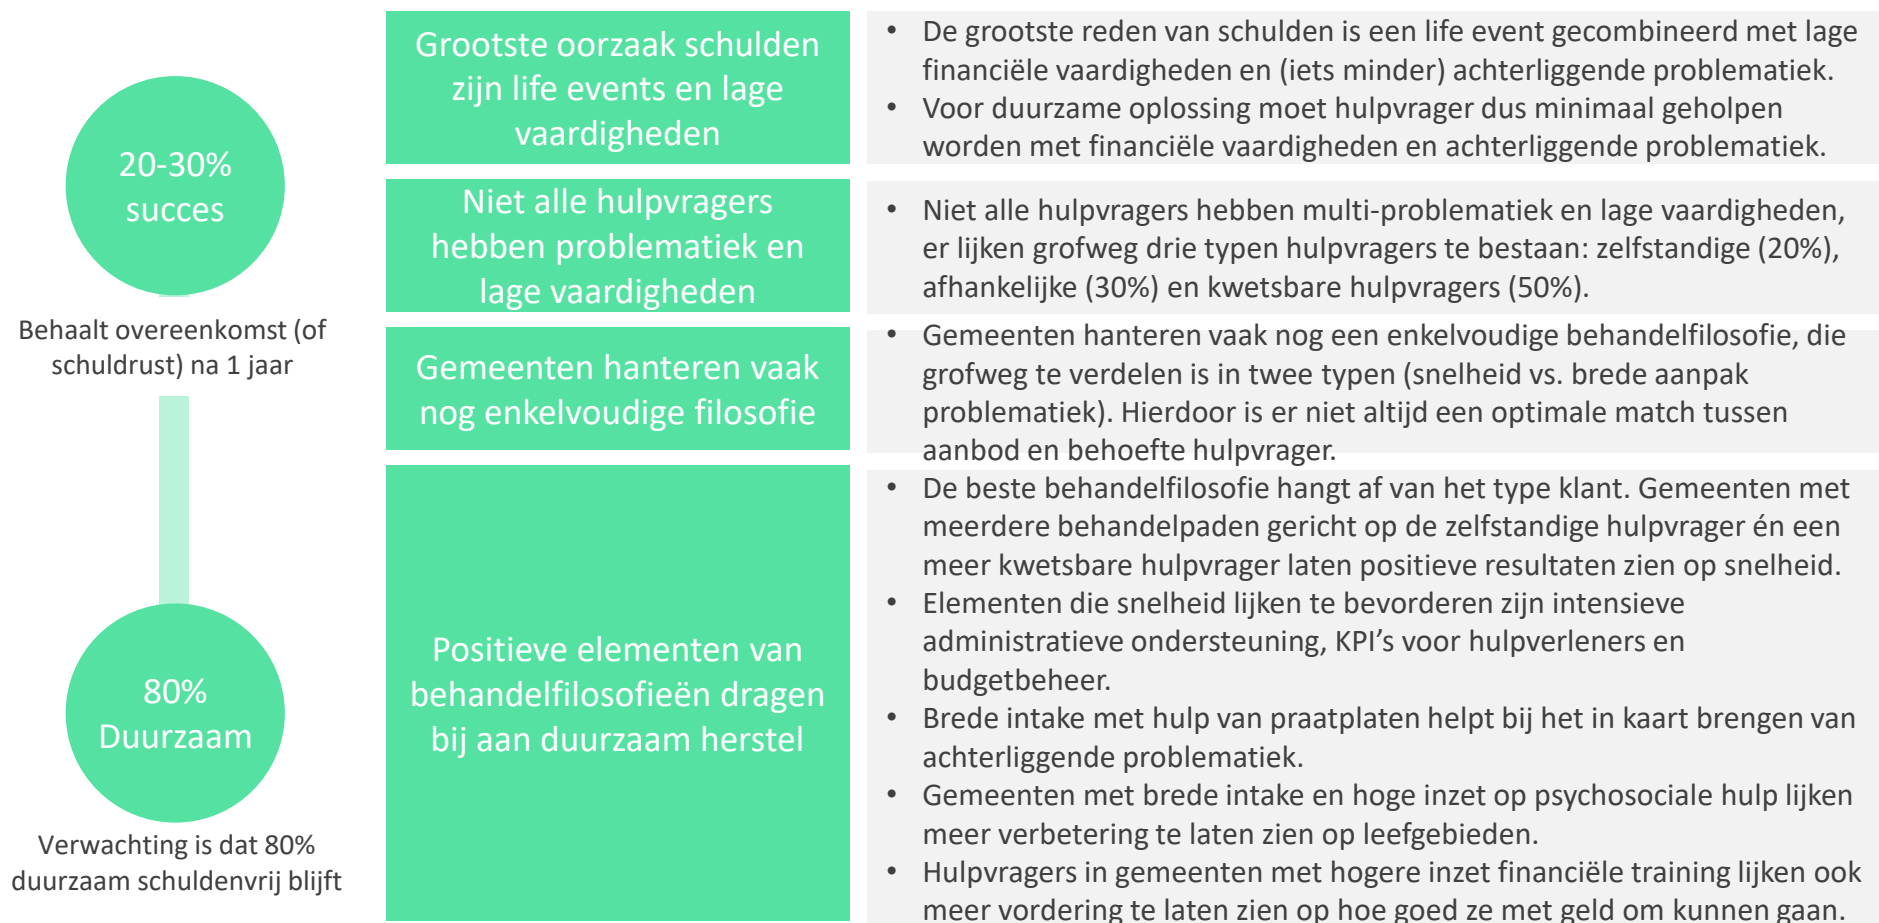 20-30%
succes
Behaalt overeenkomst (of
schuldrust) na 1 jaar
80%
Duurzaam
Verwachting is dat 80%
duurzaam schuldenvrij blijft
Grootste oorzaak schulden
zijn life events en lage
vaardigheden
• De grootste reden van schulden is een life event gecombineerd met lage
financiële vaardigheden en (iets minder) achterliggende problematiek.
• Voor duurzame oplossing moet hulpvrager dus minimaal geholpen
worden met financiële vaardigheden en achterliggende problematiek.
Niet alle hulpvragers
hebben problematiek en
lage vaardigheden
• Niet alle hulpvragers hebben multi-problematiek en lage vaardigheden,
er lijken grofweg drie typen hulpvragers te bestaan: zelfstandige (20%),
afhankelijke (30%) en kwetsbare hulpvragers (50%).
Gemeenten hanteren vaak
nog enkelvoudige filosofie
• Gemeenten hanteren vaak nog een enkelvoudige behandelfilosofie, die
grofweg te verdelen is in twee typen (snelheid vs. brede aanpak
problematiek). Hierdoor is er niet altijd een optimale match tussen
aanbod en behoefte hulpvrager.
Positieve elementen van
behandelfilosofieën dragen
bij aan duurzaam herstel
• De beste behandelfilosofie hangt af van het type klant. Gemeenten met
meerdere behandelpaden gericht op de zelfstandige hulpvrager én een
meer kwetsbare hulpvrager laten positieve resultaten zien op snelheid.
• Elementen die snelheid lijken te bevorderen zijn intensieve
administratieve ondersteuning, KPI’s voor hulpverleners en
budgetbeheer.
• Brede intake met hulp van praatplaten helpt bij het in kaart brengen van
achterliggende problematiek.
• Gemeenten met brede intake en hoge inzet op psychosociale hulp lijken
meer verbetering te laten zien op leefgebieden.
• Hulpvragers in gemeenten met hogere inzet financiële training lijken ook
meer vordering te laten zien op hoe goed ze met geld om kunnen gaan.